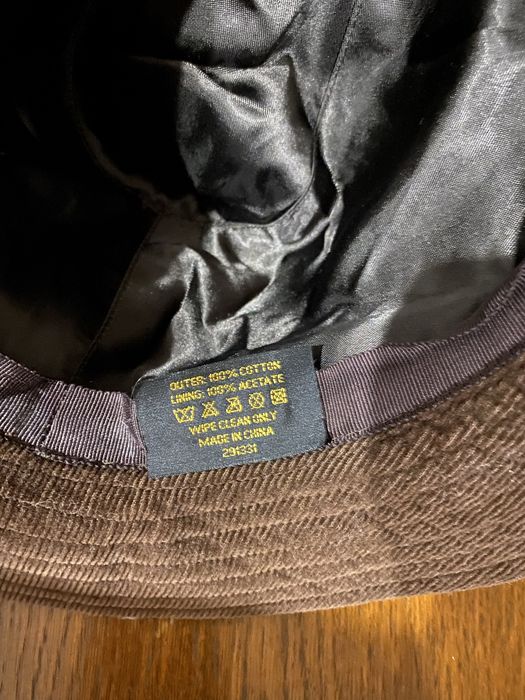 OUTER: 100% COTTON
LINING: 100% ACETATE
WIPE CLEAN ONLY
MADE IN CHINA
291331